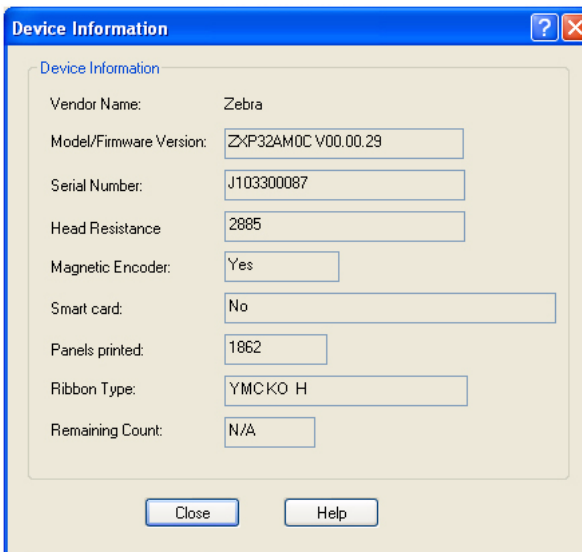 Device Information
?
Device Information
Vendor Name: Zebra
Model/Firmware Version: ZXP32AM0C V00.00.29
Serial Number: J103300087
Head Resistance 2885
Magnetic Encoder: Yes
Smart card: No
Panels printed: 1862
Ribbon Type: YMCKO H
Remaining Count: N/A
Close Help